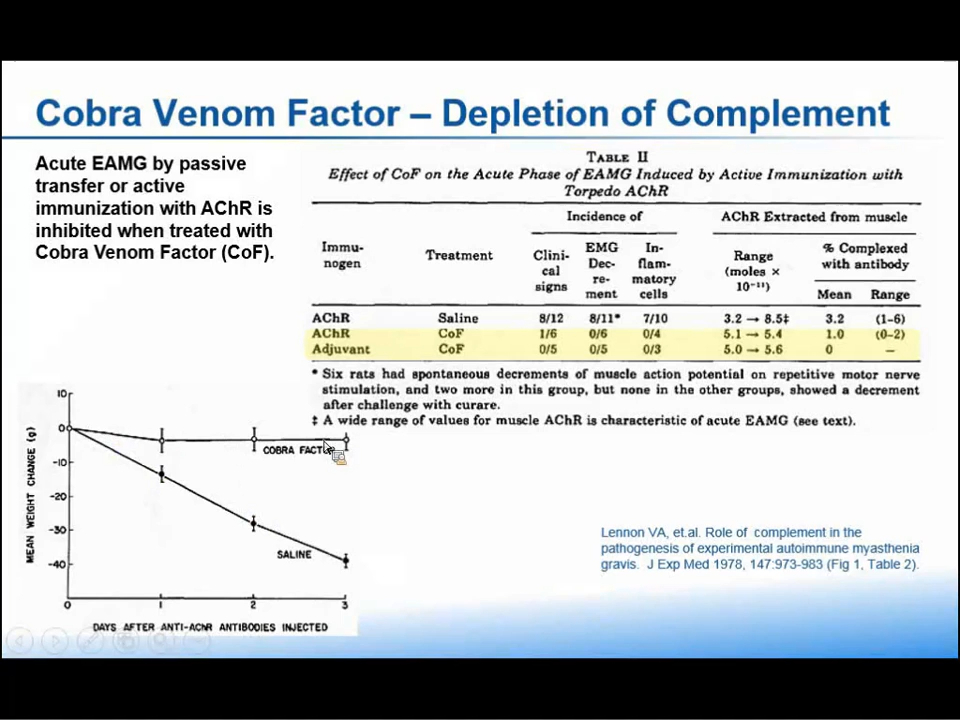 Cobra Venom Factor – Depletion of Complement
Acute EAMG by passive
transfer or active
immunization with AChR is
inhibited when treated with
Cobra Venom Factor (CoF).
TABLE II
Effect of CoF on the Acute Phase of EAMG Induced by Active Immunization with
Torpedo AChR
Incidence of AChR Extracted from muscle
Immu-
nogen
Treatment
Clini-
cal
signs
EMG
Dec-
re-
ment
In-
flam-
matory
cells
Range
(moles ×
10⁻¹¹)
% Complexed
with antibody
Mean Range
AChR Saline 8/12 8/11* 7/10 3.2 → 8.5‡ 3.2 (1-6)
AChR CoF 1/6 0/6 0/4 5.1 → 5.4 1.0 (0-2)
Adjuvant CoF 0/5 0/5 0/3 5.0 → 5.6 0 –
* Six rats had spontaneous decrements of muscle action potential on repetitive motor nerve
stimulation, and two more in this group, but none in the other groups, showed a decrement
after challenge with curare.
‡ A wide range of values for muscle AChR is characteristic of acute EAMG (see text).
MEAN WEIGHT CHANGE (g)
10
0
-10
-20
-30
-40
COBRA FACTOR
SALINE
0 1 2 3
DAYS AFTER ANTI-ACHR ANTIBODIES INJECTED
Lennon VA, et.al. Role of complement in the
pathogenesis of experimental autoimmune myasthenia
gravis. J Exp Med 1978, 147:973-983 (Fig 1, Table 2).